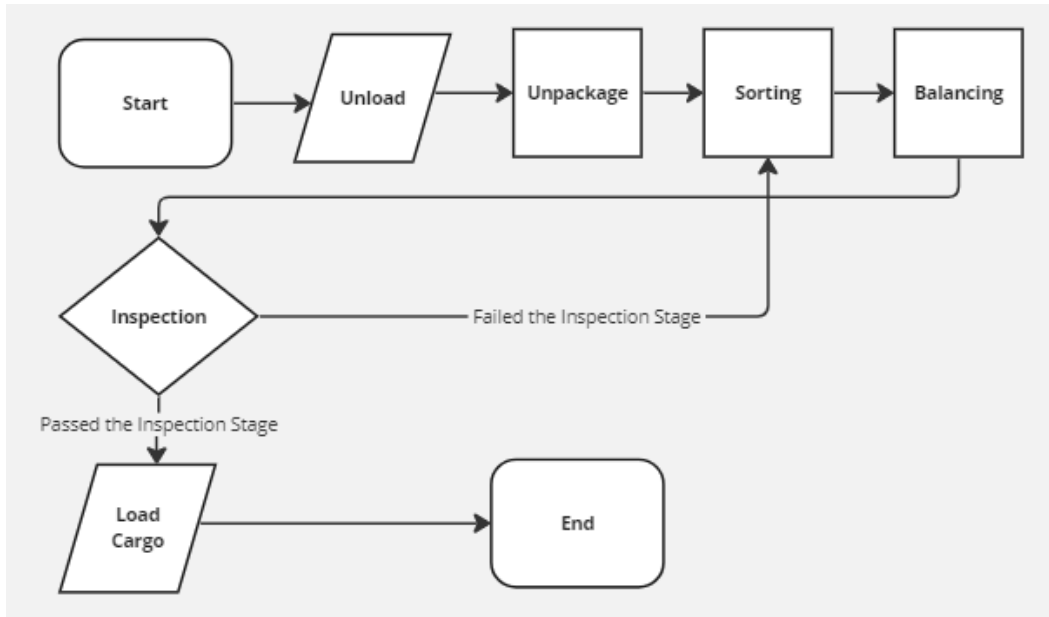 Start
Unload
Unpackage
Sorting
Balancing
Inspection
Failed the Inspection Stage
Passed the Inspection Stage
Load
Cargo
End